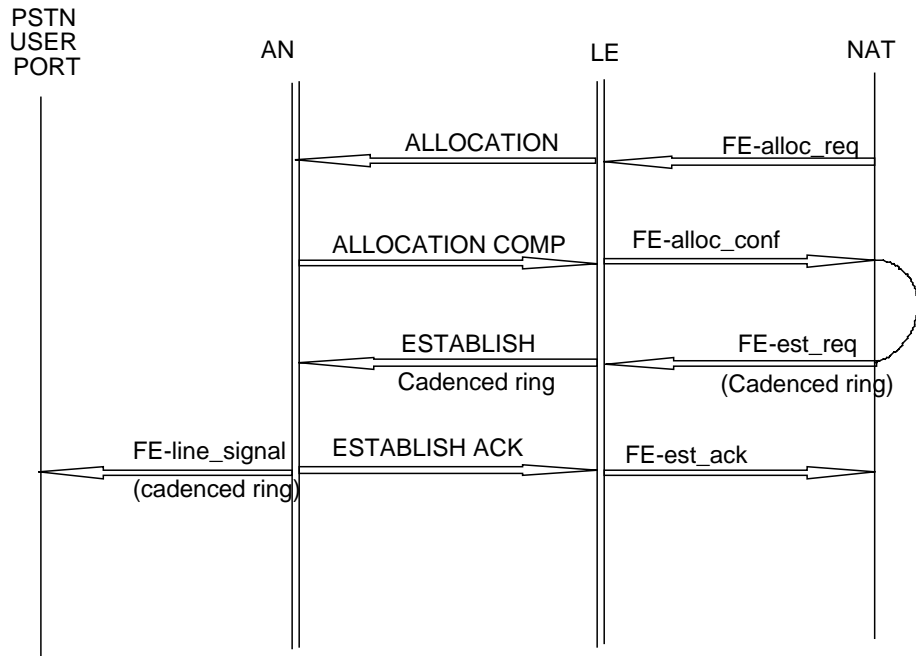 PSTN
USER
PORT
AN
LE
NAT
ALLOCATION
FE-alloc_req
ALLOCATION COMP
FE-alloc_conf
ESTABLISH
Cadenced ring
FE-est_req
(Cadenced ring)
FE-line_signal
(cadenced ring)
ESTABLISH ACK
FE-est_ack